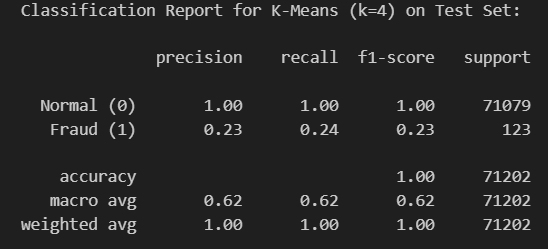 Classification Report for K-Means (k=4) on Test Set:
precision recall f1-score support
Normal (0) 1.00 1.00 1.00 71079
Fraud (1) 0.23 0.24 0.23 123
accuracy 1.00 71202
macro avg 0.62 0.62 0.62 71202
weighted avg 1.00 1.00 1.00 71202